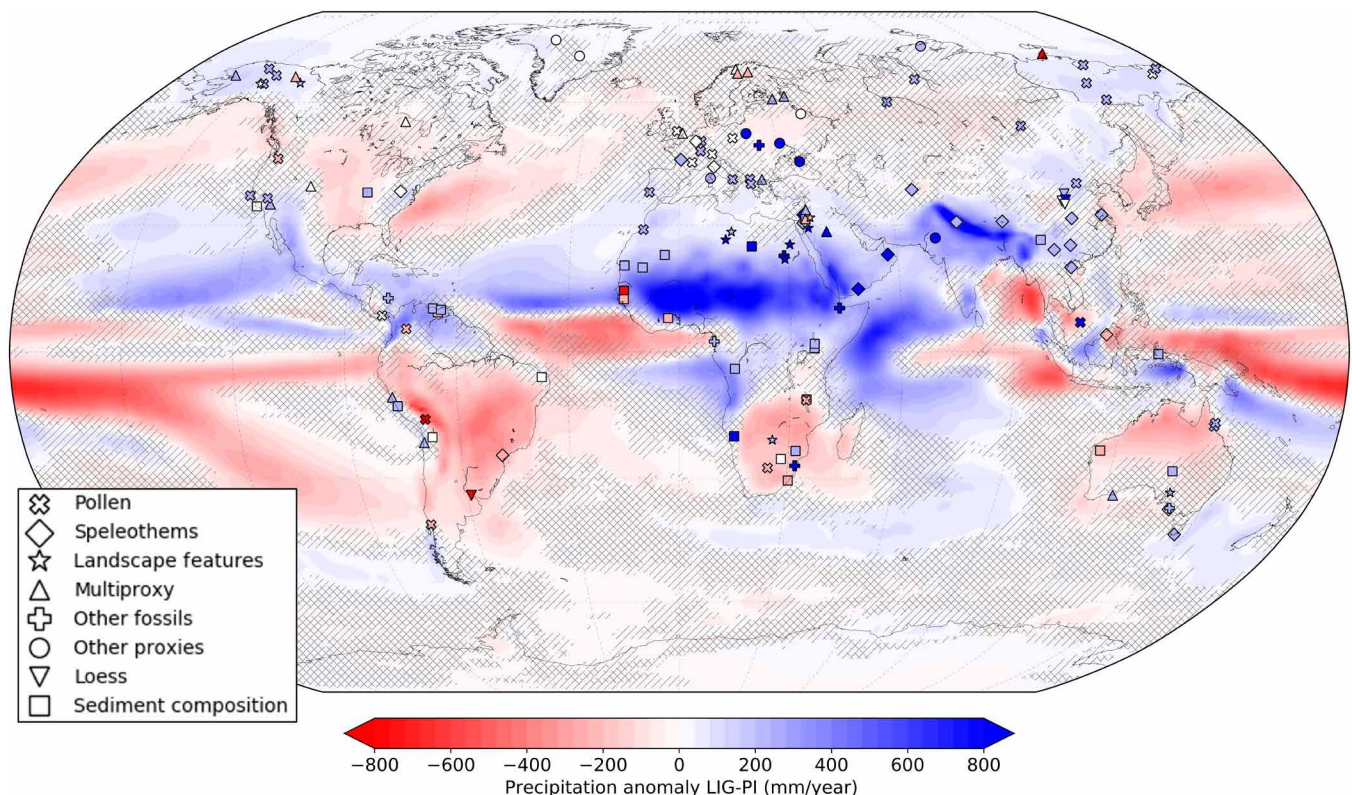 Pollen
Speleothems
Landscape features
Multiproxy
Other fossils
Other proxies
Loess
Sediment composition
−800 −600 −400 −200 0 200 400 600 800
Precipitation anomaly LIG-PI (mm/year)